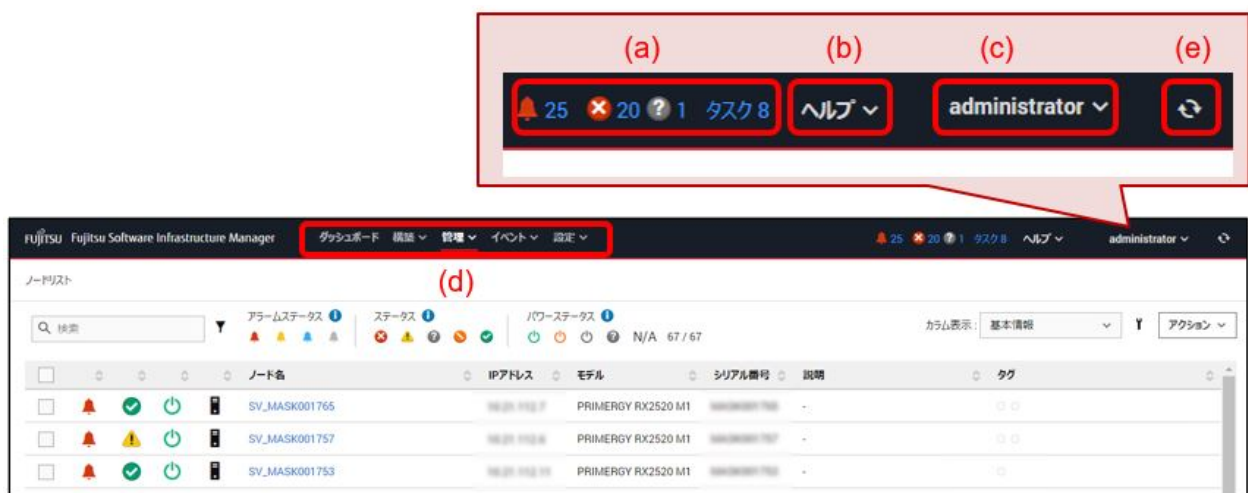 (a) (b) (c) (e)
25 20 1 タスク 8 ヘルプ administrator
FUJITSU Fujitsu Software Infrastructure Manager ダッシュボード 構築 管理 イベント 設定 25 20 1 タスク 8 ヘルプ administrator
(d)
ノードリスト
アラームステータス ステータス パワーステータス
検索 N/A 67 / 67 カラム表示: 基本情報 アクション
ノード名 IPアドレス モデル シリアル番号 説明 タグ
SV_MASK001765 PRIMERGY RX2520 M1 -
SV_MASK001757 PRIMERGY RX2520 M1 -
SV_MASK001753 PRIMERGY RX2520 M1 -